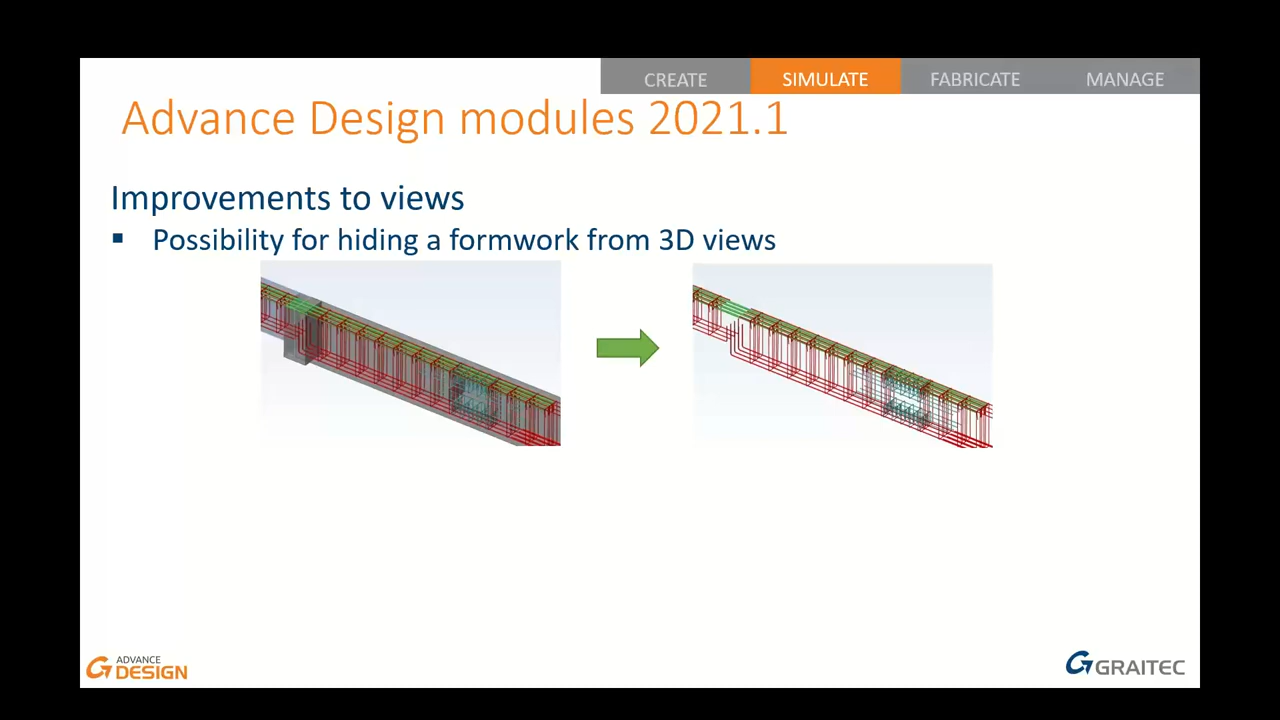 CREATE SIMULATE FABRICATE MANAGE
Advance Design modules 2021.1
Improvements to views
▪ Possibility for hiding a formwork from 3D views
ADVANCE
DESIGN
GRAITEC